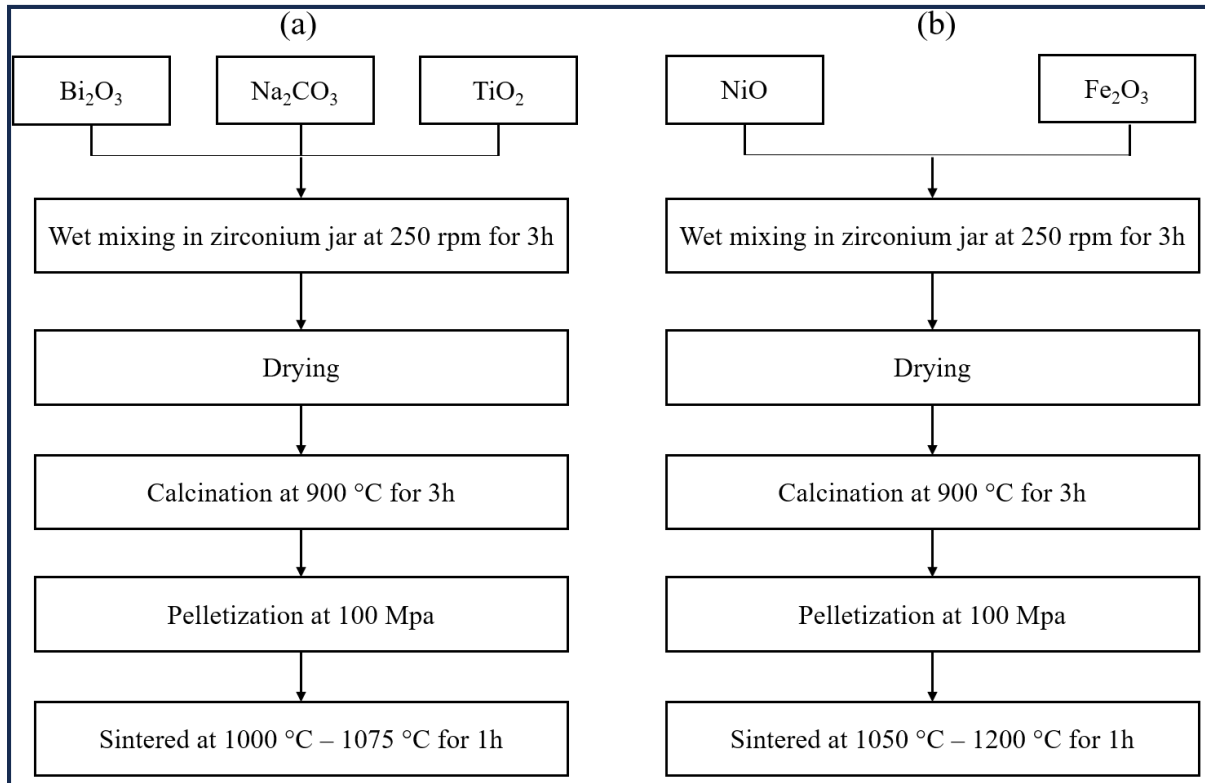 (a)
Bi₂O₃
Na₂CO₃
TiO₂
Wet mixing in zirconium jar at 250 rpm for 3h
Drying
Calcination at 900 °C for 3h
Pelletization at 100 Mpa
Sintered at 1000 °C – 1075 °C for 1h
(b)
NiO
Fe₂O₃
Wet mixing in zirconium jar at 250 rpm for 3h
Drying
Calcination at 900 °C for 3h
Pelletization at 100 Mpa
Sintered at 1050 °C – 1200 °C for 1h